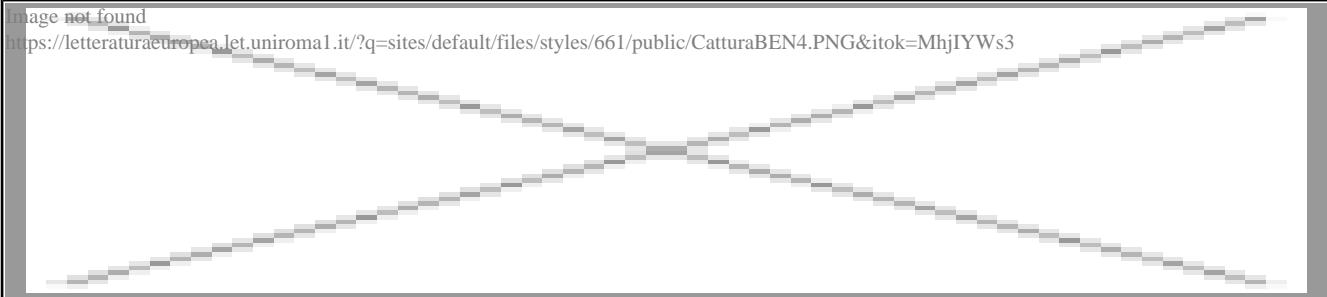 Image not found
https://letteraturaeuropea.let.uniroma1.it/?q=sites/default/files/styles/661/public/CatturaBEN4.PNG&itok=MhjIYWs3